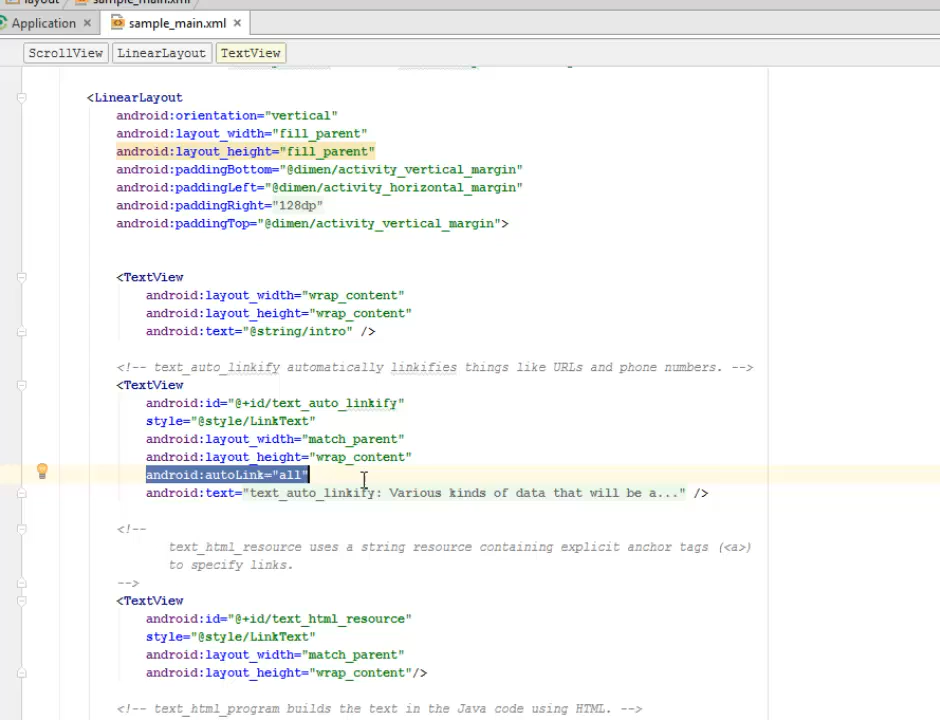 layout sample_main.xml
Application × sample_main.xml ×
ScrollView LinearLayout TextView
<LinearLayout
android:orientation="vertical"
android:layout_width="fill_parent"
android:layout_height="fill_parent"
android:paddingBottom="@dimen/activity_vertical_margin"
android:paddingLeft="@dimen/activity_horizontal_margin"
android:paddingRight="128dp"
android:paddingTop="@dimen/activity_vertical_margin">
<TextView
android:layout_width="wrap_content"
android:layout_height="wrap_content"
android:text="@string/intro" />
<!-- text_auto_linkify automatically linkifies things like URLs and phone numbers. -->
<TextView
android:id="@+id/text_auto_linkify"
style="@style/LinkText"
android:layout_width="match_parent"
android:layout_height="wrap_content"
android:autoLink="all"
android:text="text_auto_linkify: Various kinds of data that will be a..." />
<!--
text_html_resource uses a string resource containing explicit anchor tags (<a>)
to specify links.
-->
<TextView
android:id="@+id/text_html_resource"
style="@style/LinkText"
android:layout_width="match_parent"
android:layout_height="wrap_content"/>
<!-- text_html_program builds the text in the Java code using HTML. -->